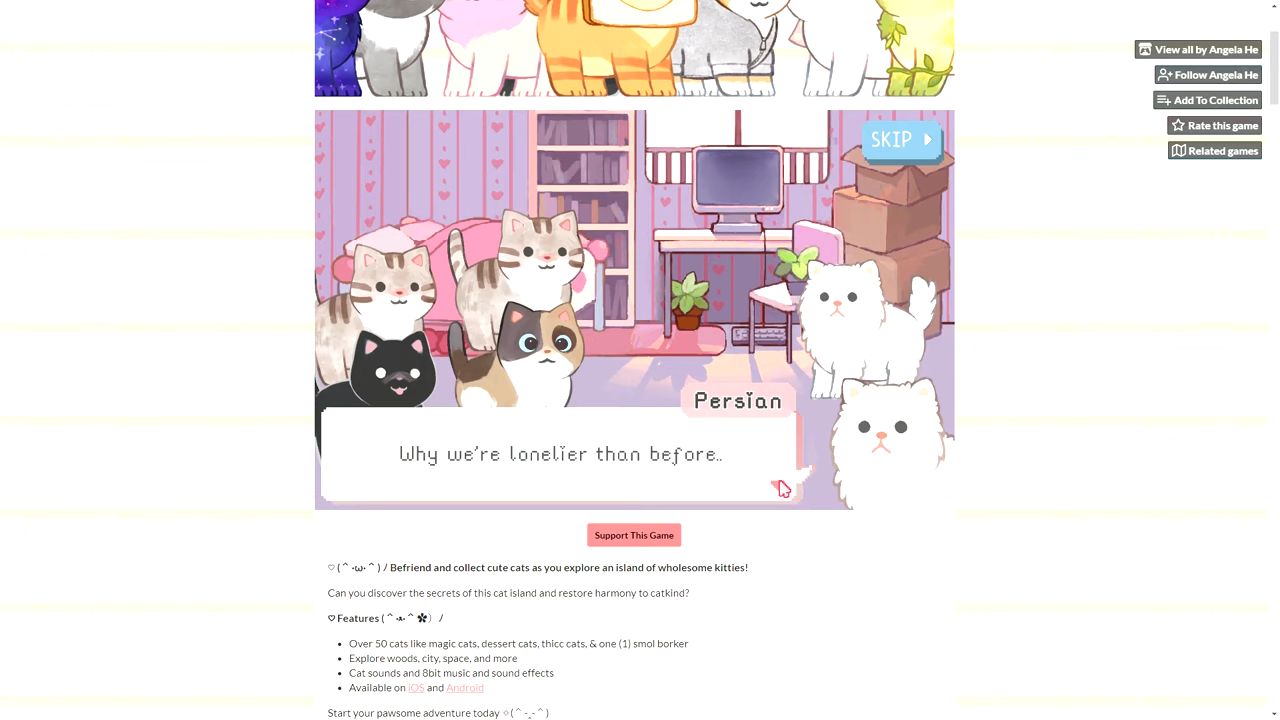 View all by Angela He
Follow Angela He
Add To Collection
Rate this game
Related games
SKIP
Persian
Why we're lonelier than before..
Support This Game
♡ ( ^ ·ω· ^ ) / Befriend and collect cute cats as you explore an island of wholesome kitties!
Can you discover the secrets of this cat island and restore harmony to catkind?
♡ Features ( ^ ·ᴥ· ^ ✿) /
Over 50 cats like magic cats, dessert cats, thicc cats, & one (1) smol borker
Explore woods, city, space, and more
Cat sounds and 8bit music and sound effects
Available on iOS and Android
Start your pawsome adventure today ✧( ^ -_- ^ )